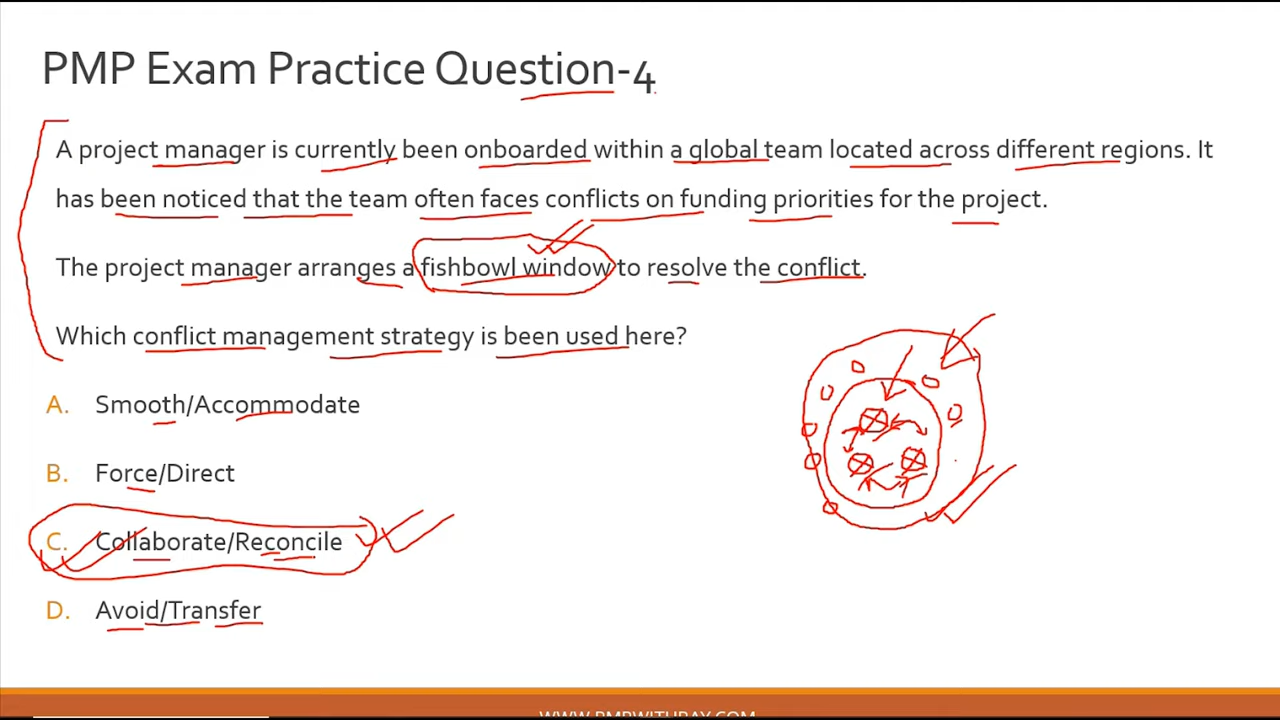 PMP Exam Practice Question-4
A project manager is currently been onboarded within a global team located across different regions. It
has been noticed that the team often faces conflicts on funding priorities for the project.
The project manager arranges a fishbowl window to resolve the conflict.
Which conflict management strategy is been used here?
A. Smooth/Accommodate
B. Force/Direct
C. Collaborate/Reconcile
D. Avoid/Transfer
WWW.PMPWITHRAY.COM